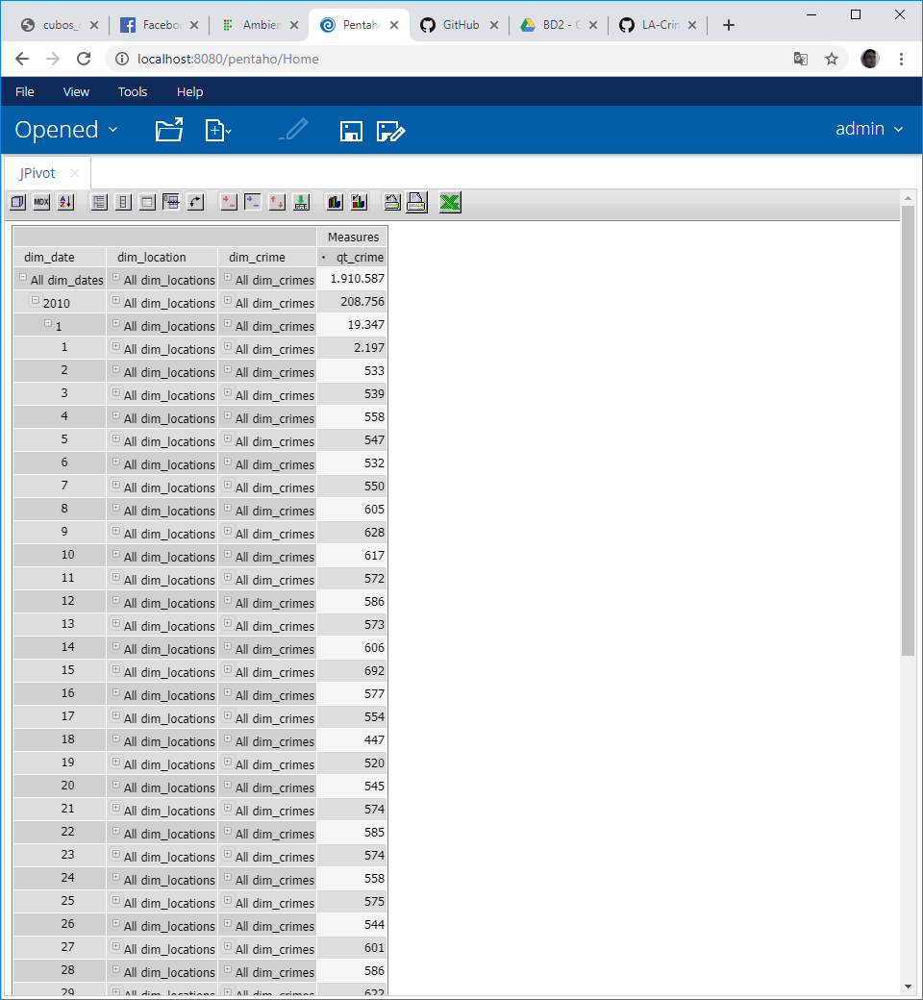 cubos_
Facebo
Ambien
Pentaho
GitHub
BD2 - G
LA-Crim
localhost:8080/pentaho/Home
File View Tools Help
Opened
admin
JPivot
MDX
Measures
dim_date dim_location dim_crime qt_crime
All dim_dates All dim_locations All dim_crimes 1.910.587
2010 All dim_locations All dim_crimes 208.756
1 All dim_locations All dim_crimes 19.347
1 All dim_locations All dim_crimes 2.197
2 All dim_locations All dim_crimes 533
3 All dim_locations All dim_crimes 539
4 All dim_locations All dim_crimes 558
5 All dim_locations All dim_crimes 547
6 All dim_locations All dim_crimes 532
7 All dim_locations All dim_crimes 550
8 All dim_locations All dim_crimes 605
9 All dim_locations All dim_crimes 628
10 All dim_locations All dim_crimes 617
11 All dim_locations All dim_crimes 572
12 All dim_locations All dim_crimes 586
13 All dim_locations All dim_crimes 573
14 All dim_locations All dim_crimes 606
15 All dim_locations All dim_crimes 692
16 All dim_locations All dim_crimes 577
17 All dim_locations All dim_crimes 554
18 All dim_locations All dim_crimes 447
19 All dim_locations All dim_crimes 520
20 All dim_locations All dim_crimes 545
21 All dim_locations All dim_crimes 574
22 All dim_locations All dim_crimes 585
23 All dim_locations All dim_crimes 574
24 All dim_locations All dim_crimes 558
25 All dim_locations All dim_crimes 575
26 All dim_locations All dim_crimes 544
27 All dim_locations All dim_crimes 601
28 All dim_locations All dim_crimes 586
29 All dim_locations All dim_crimes 622